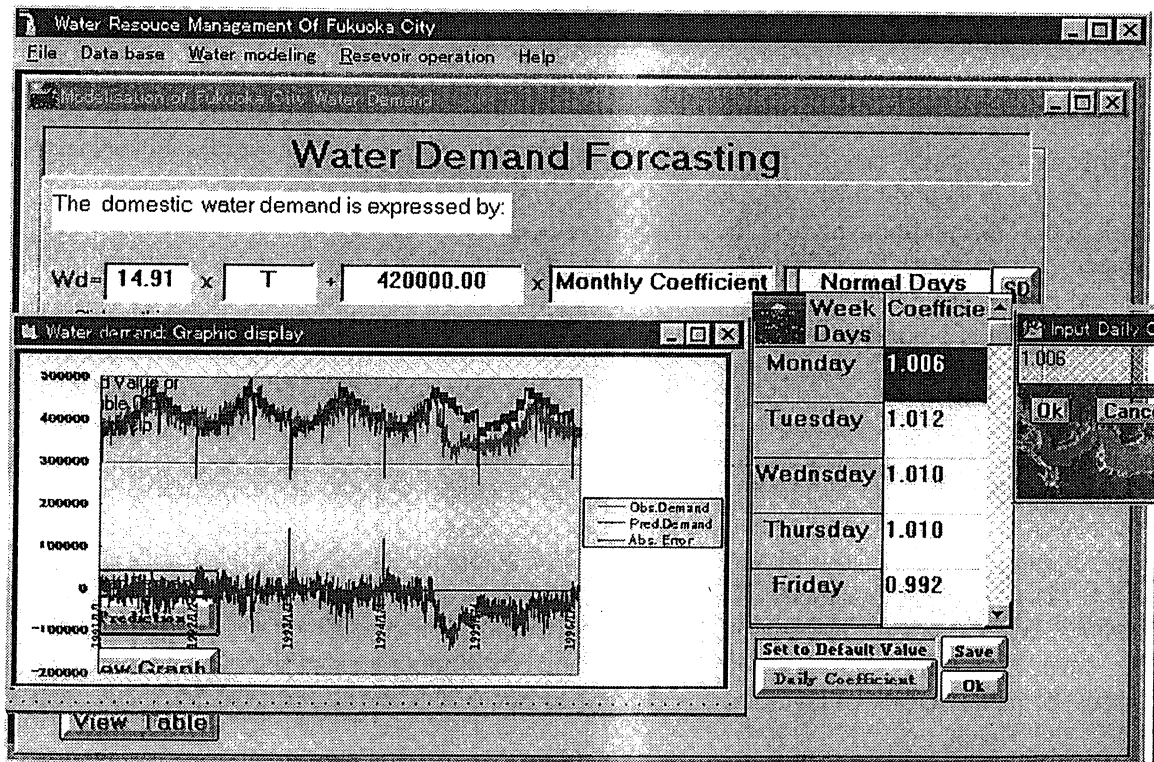 Water Resouce Management Of Fukuoka City
File Data base Water modeling Resevoir operation Help
Modelisation of Fukuoka City Water Demand
Water Demand Forcasting
The domestic water demand is expressed by:
Wd= 14.91 x T + 420000.00 x Monthly Coefficient Normal Days SD
Water demand: Graphic display
500000
400000
300000
200000
100000
0
-100000
-200000
d Value or
Obs.Demand
Pred.Demand
Abs. Error
Prediction
View Table
Week Days Coefficie
Monday 1.006
Tuesday 1.012
Wednsday 1.010
Thursday 1.010
Friday 0.992
Set to Default Value Save
Daily Coefficient Ok
Input Daily C
1.006
Ok Cance